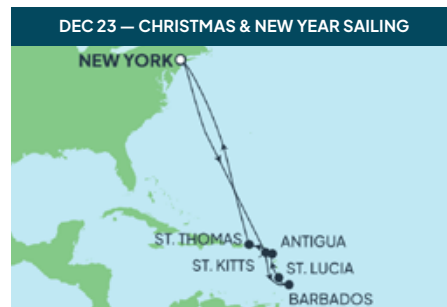 DEC 23 — CHRISTMAS & NEW YEAR SAILING
NEW YORK
ST. THOMAS
ANTIGUA
ST. KITTS
ST. LUCIA
BARBADOS